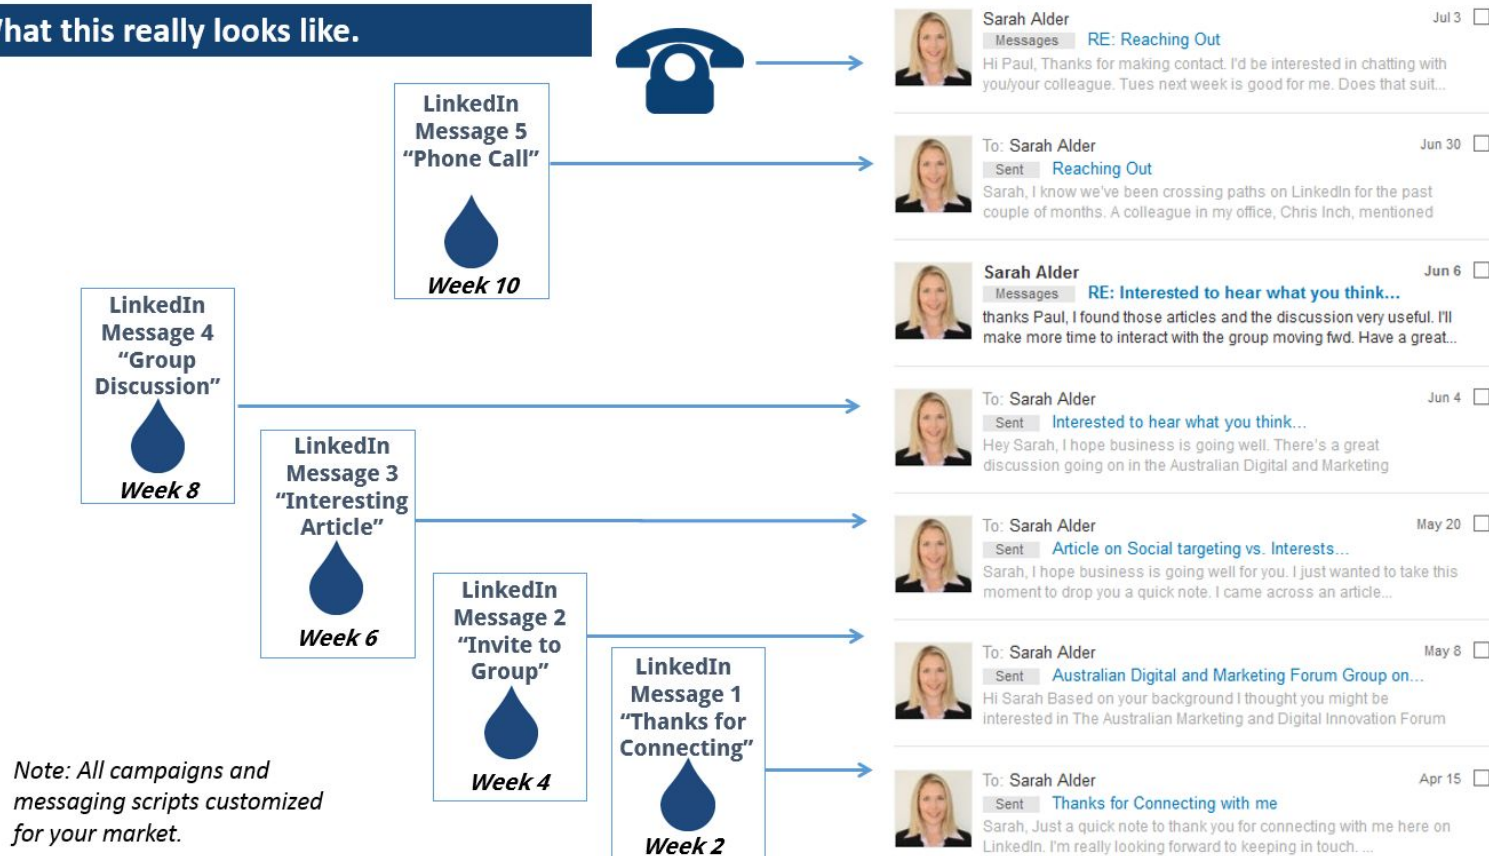 What this really looks like.
LinkedIn
Message 5
“Phone Call”
Week 10
LinkedIn
Message 4
“Group
Discussion”
Week 8
LinkedIn
Message 3
“Interesting
Article”
Week 6
LinkedIn
Message 2
“Invite to
Group”
Week 4
LinkedIn
Message 1
“Thanks for
Connecting”
Week 2
Note: All campaigns and
messaging scripts customized
for your market.
Sarah Alder Jul 3
Messages RE: Reaching Out
Hi Paul, Thanks for making contact. I'd be interested in chatting with
you/your colleague. Tues next week is good for me. Does that suit...
To: Sarah Alder Jun 30
Sent Reaching Out
Sarah, I know we've been crossing paths on LinkedIn for the past
couple of months. A colleague in my office, Chris Inch, mentioned
Sarah Alder Jun 6
Messages RE: Interested to hear what you think...
thanks Paul, I found those articles and the discussion very useful. I'll
make more time to interact with the group moving fwd. Have a great...
To: Sarah Alder Jun 4
Sent Interested to hear what you think...
Hey Sarah, I hope business is going well. There's a great
discussion going on in the Australian Digital and Marketing
To: Sarah Alder May 20
Sent Article on Social targeting vs. Interests...
Sarah, I hope business is going well for you. I just wanted to take this
moment to drop you a quick note. I came across an article...
To: Sarah Alder May 8
Sent Australian Digital and Marketing Forum Group on...
Hi Sarah Based on your background I thought you might be
interested in The Australian Marketing and Digital Innovation Forum
To: Sarah Alder Apr 15
Sent Thanks for Connecting with me
Sarah, Just a quick note to thank you for connecting with me here on
LinkedIn. I'm really looking forward to keeping in touch. ...